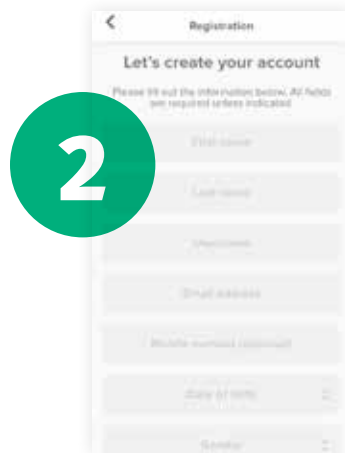 Registration
Let's create your account
Please fill out the information below. All fields
are required unless indicated
2
First name
Last name
Username
Email address
Mobile number (optional)
Date of birth
Gender